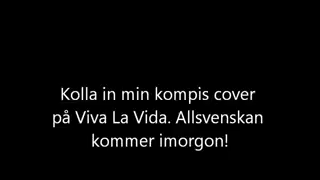 Kolla in min kompis cover
på Viva La Vida. Allsvenskan
kommer imorgon!